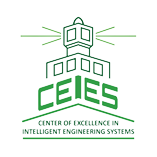 CEIES
CENTER OF EXCELLENCE IN
INTELLIGENT ENGINEERING SYSTEMS